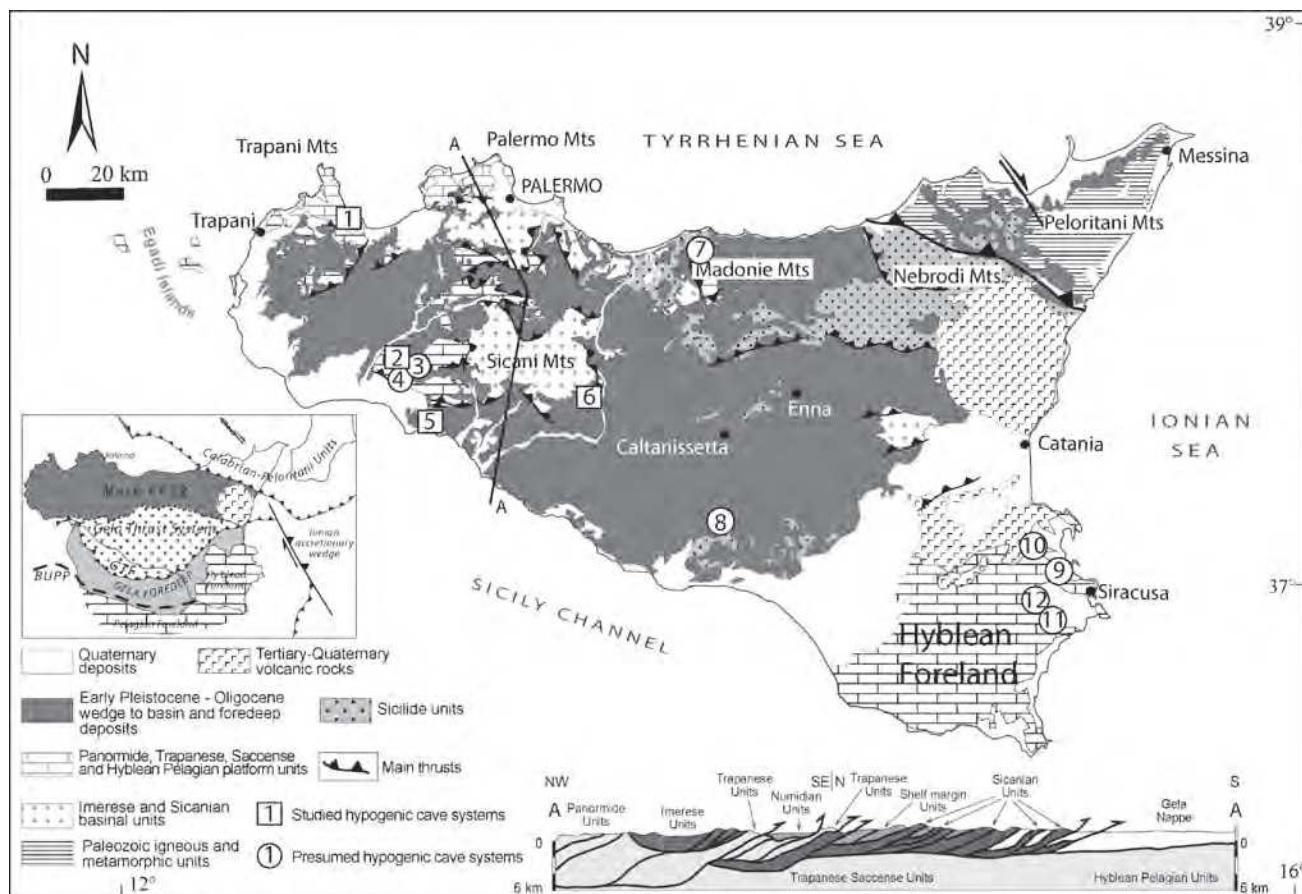 39°
N
0 20 km
Trapani Mts
Palermo Mts
TYRRHENIAN SEA
A
Messina
PALERMO
Trapani
1
Peloritani Mts
Egadi Islands
7
Madonie Mts
Nebrodi Mts
2
3
4
Sicani Mts
6
5
Enna
Caltanissetta
IONIAN
SEA
Catania
A
8
10
9
37°
12
Siracusa
11
SICILY CHANNEL
Hyblean
Foreland
Calabrian-Peloritani Units
Gela Thrust System
Ionian
accretionary
wedge
GTF
GELA FOREDEEP
BUPP
Pelagian Foreland
Quaternary
deposits
Tertiary-Quaternary
volcanic rocks
Early Pleistocene - Oligocene
wedge to basin and foredeep
deposits
Sicilide units
Panormide, Trapanese, Saccense
and Hyblean Pelagian platform units
Main thrusts
Imerese and Sicanian
basinal units
1 Studied hypogenic cave systems
Paleozoic igneous and
metamorphic units
1 Presumed hypogenic cave systems
12°
NW
SE|N
S
A
Panormide
Units
Imerese
Units
Trapanese
Units
Numidian
Units
Trapanese
Units
Shelf margin
Units
Sicanian
Units
Gela
Nappe
A
0
0
6 km
Trapanese Saccense Units
Hyblean Pelagian Units
6 km
16°